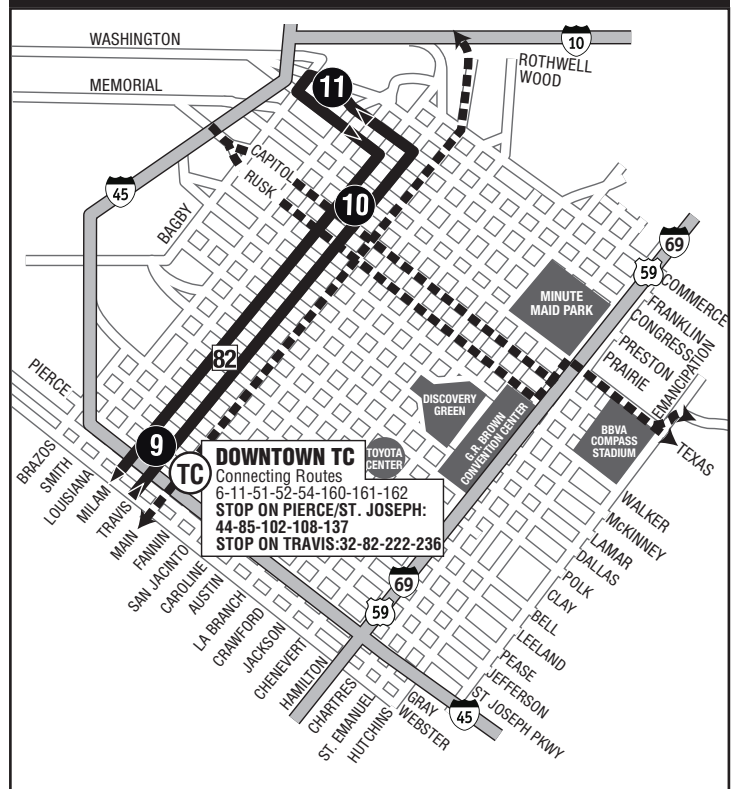 WASHINGTON
MEMORIAL
10
ROTHWELL
WOOD
11
45
CAPITOL
RUSK
BAGBY
10
69
59
COMMERCE
FRANKLIN
CONGRESS
PRESTON
PRAIRIE
EMANCIPATION
TEXAS
MINUTE
MAID PARK
DISCOVERY
GREEN
G.R. BROWN
CONVENTION CENTER
BBVA
COMPASS
STADIUM
TOYOTA
CENTER
82
9
TC
DOWNTOWN TC
Connecting Routes
6-11-51-52-54-160-161-162
STOP ON PIERCE/ST. JOSEPH:
44-85-102-108-137
STOP ON TRAVIS:32-82-222-236
PIERCE
BRAZOS
SMITH
LOUISIANA
MILAM
TRAVIS
MAIN
FANNIN
SAN JACINTO
CAROLINE
AUSTIN
LA BRANCH
CRAWFORD
JACKSON
CHENEVERT
HAMILTON
CHARTRES
ST. EMANUEL
HUTCHINS
69
59
WALKER
McKINNEY
LAMAR
DALLAS
POLK
CLAY
BELL
LEELAND
PEASE
JEFFERSON
ST JOSEPH PKWY
GRAY
WEBSTER
45